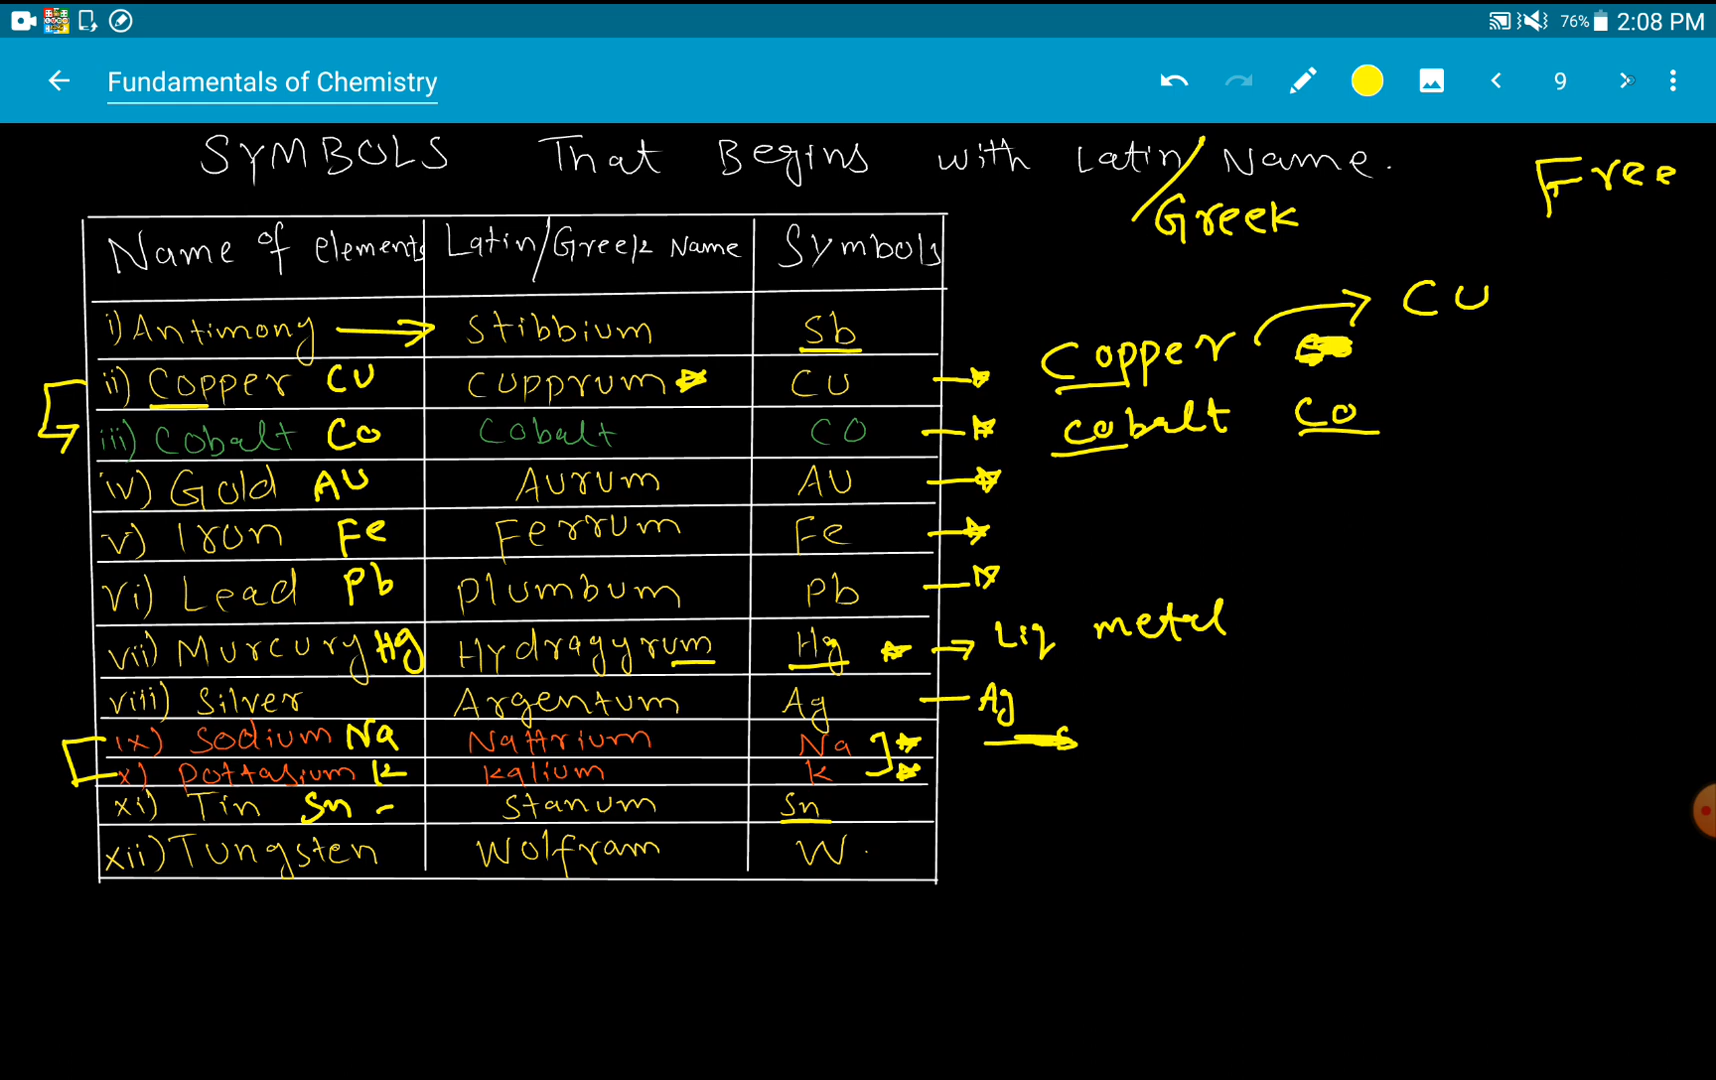 76% 2:08 PM
Fundamentals of Chemistry 9
SYMBOLS That Begins with Latin/Name.
/Greek
Free
Name of elements Latin/Greek Name Symbols
i) Antimony → Stibbium Sb
ii) Copper CU Cupprum CU
iii) Cobalt Co Cobalt CO
iv) Gold AU Aurum AU
v) Iron Fe Ferrum Fe
vi) Lead Pb Plumbum Pb
vii) Murcury Hg Hydragyrum Hg → Liq metal
viii) Silver Argentum Ag – Ag
ix) Sodium Na Nattrium Na
x) Pottasium K Kalium K
xi) Tin Sn - Stanum Sn
xii) Tungsten Wolfram W.
Copper → CU
Cobalt Co